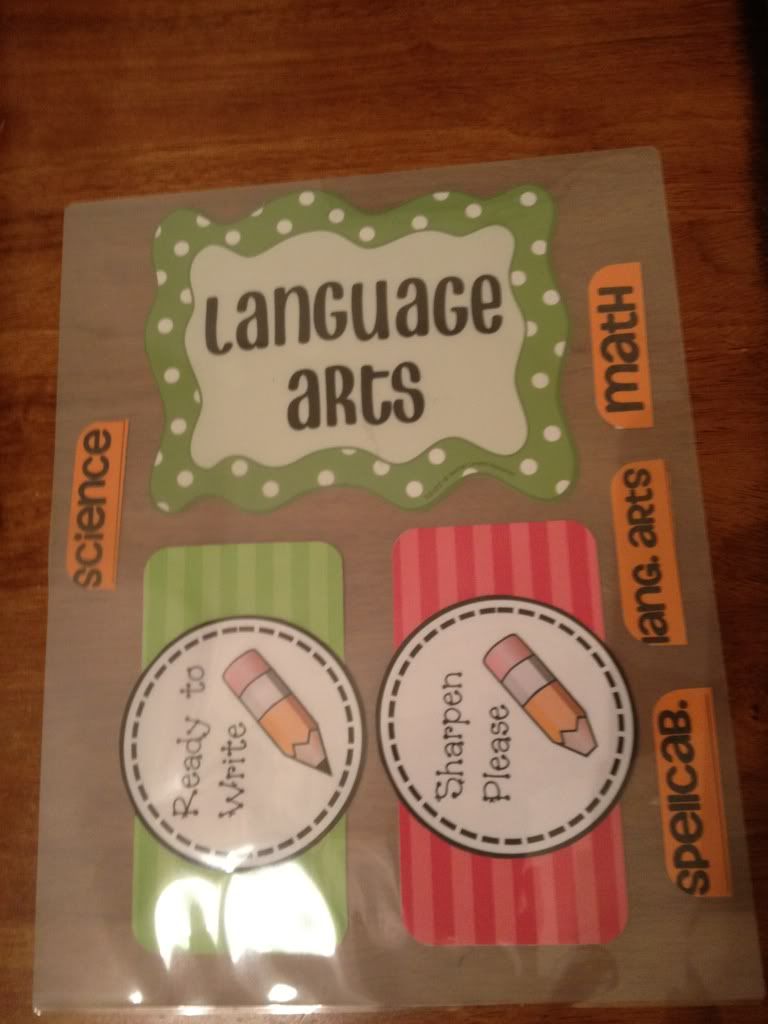 Language
Arts
math
science
lang. arts
spellcab.
Ready to
Write
Sharpen
Please